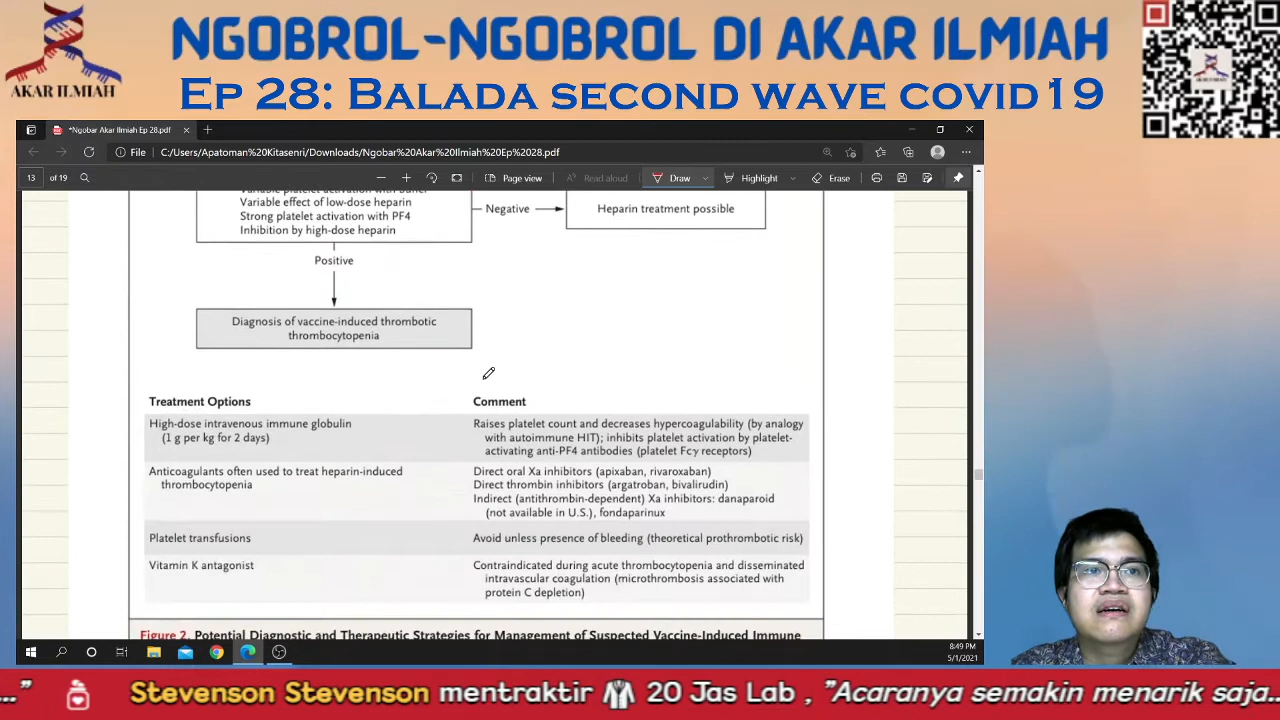 NGOBROL-NGOBROL DI AKAR ILMIAH
AKAR ILMIAH
EP 28: BALADA SECOND WAVE COVID19
*Ngobar Akar Ilmiah Ep 28.pdf
File C:/Users/Apatoman%20Kitasenri/Downloads/Ngobar%20Akar%20Ilmiah%20Ep%2028.pdf
13 of 19 Page view Read aloud Draw Highlight Erase
Variable platelet activation with buffer
Variable effect of low-dose heparin
Strong platelet activation with PF4
Inhibition by high-dose heparin
Negative
Heparin treatment possible
Positive
Diagnosis of vaccine-induced thrombotic
thrombocytopenia
Treatment Options Comment
High-dose intravenous immune globulin
(1 g per kg for 2 days)
Raises platelet count and decreases hypercoagulability (by analogy
with autoimmune HIT); inhibits platelet activation by platelet-
activating anti-PF4 antibodies (platelet Fcγ receptors)
Anticoagulants often used to treat heparin-induced
thrombocytopenia
Direct oral Xa inhibitors (apixaban, rivaroxaban)
Direct thrombin inhibitors (argatroban, bivalirudin)
Indirect (antithrombin-dependent) Xa inhibitors: danaparoid
(not available in U.S.), fondaparinux
Platelet transfusions
Avoid unless presence of bleeding (theoretical prothrombotic risk)
Vitamin K antagonist
Contraindicated during acute thrombocytopenia and disseminated
intravascular coagulation (microthrombosis associated with
protein C depletion)
Figure 2. Potential Diagnostic and Therapeutic Strategies for Management of Suspected Vaccine-Induced Immune
8:49 PM
5/1/2021
..." Stevenson Stevenson mentraktir 20 Jas Lab , "Acaranya semakin menarik saja..